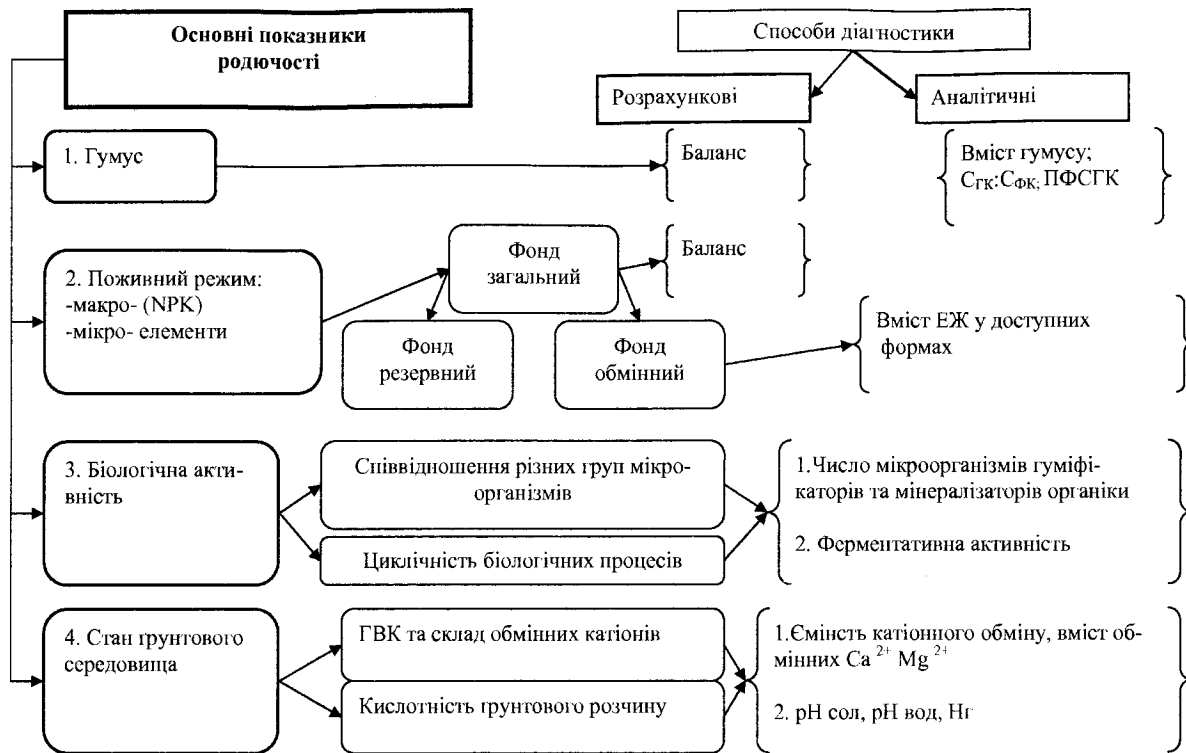 Основні показники
родючості
Способи діагностики
Розрахункові
Аналітичні
1. Гумус
Баланс
Вміст гумусу;
СГК:СФК; ПФСГК
2. Поживний режим:
-макро- (NPK)
-мікро- елементи
Фонд
загальний
Баланс
Фонд
резервний
Фонд
обмінний
Вміст ЕЖ у доступних
формах
3. Біологічна акти-
вність
Співвідношення різних груп мікро-
організмів
Циклічність біологічних процесів
1.Число мікроорганізмів гуміфі-
каторів та мінералізаторів органіки
2. Ферментативна активність
4. Стан ґрунтового
середовища
ГВК та склад обмінних катіонів
Кислотність ґрунтового розчину
1.Ємність катіонного обміну, вміст об-
мінних Ca 2+ Mg 2+
2. рН сол, рН вод, Нг